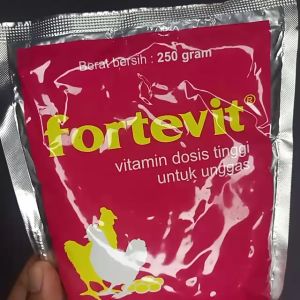 Berat bersih : 250 gram
fortevit®
vitamin dosis tinggi
untuk unggas